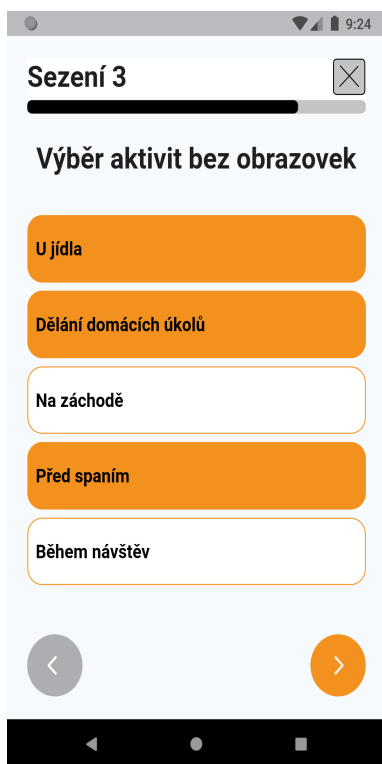 9:24
Sezení 3
Výběr aktivit bez obrazovek
U jídla
Dělání domácích úkolů
Na záchodě
Před spaním
Během návštěv